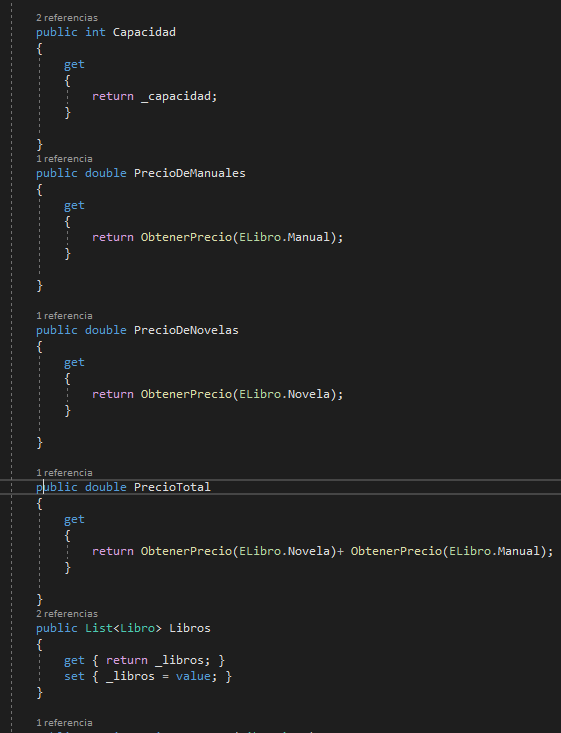 2 referencias
public int Capacidad
{
get
{
return _capacidad;
}
}
1 referencia
public double PrecioDeManuales
{
get
{
return ObtenerPrecio(ELibro.Manual);
}
}
1 referencia
public double PrecioDeNovelas
{
get
{
return ObtenerPrecio(ELibro.Novela);
}
}
1 referencia
public double PrecioTotal
{
get
{
return ObtenerPrecio(ELibro.Novela)+ ObtenerPrecio(ELibro.Manual);
}
}
2 referencias
public List<Libro> Libros
{
get { return _libros; }
set { _libros = value; }
}
1 referencia